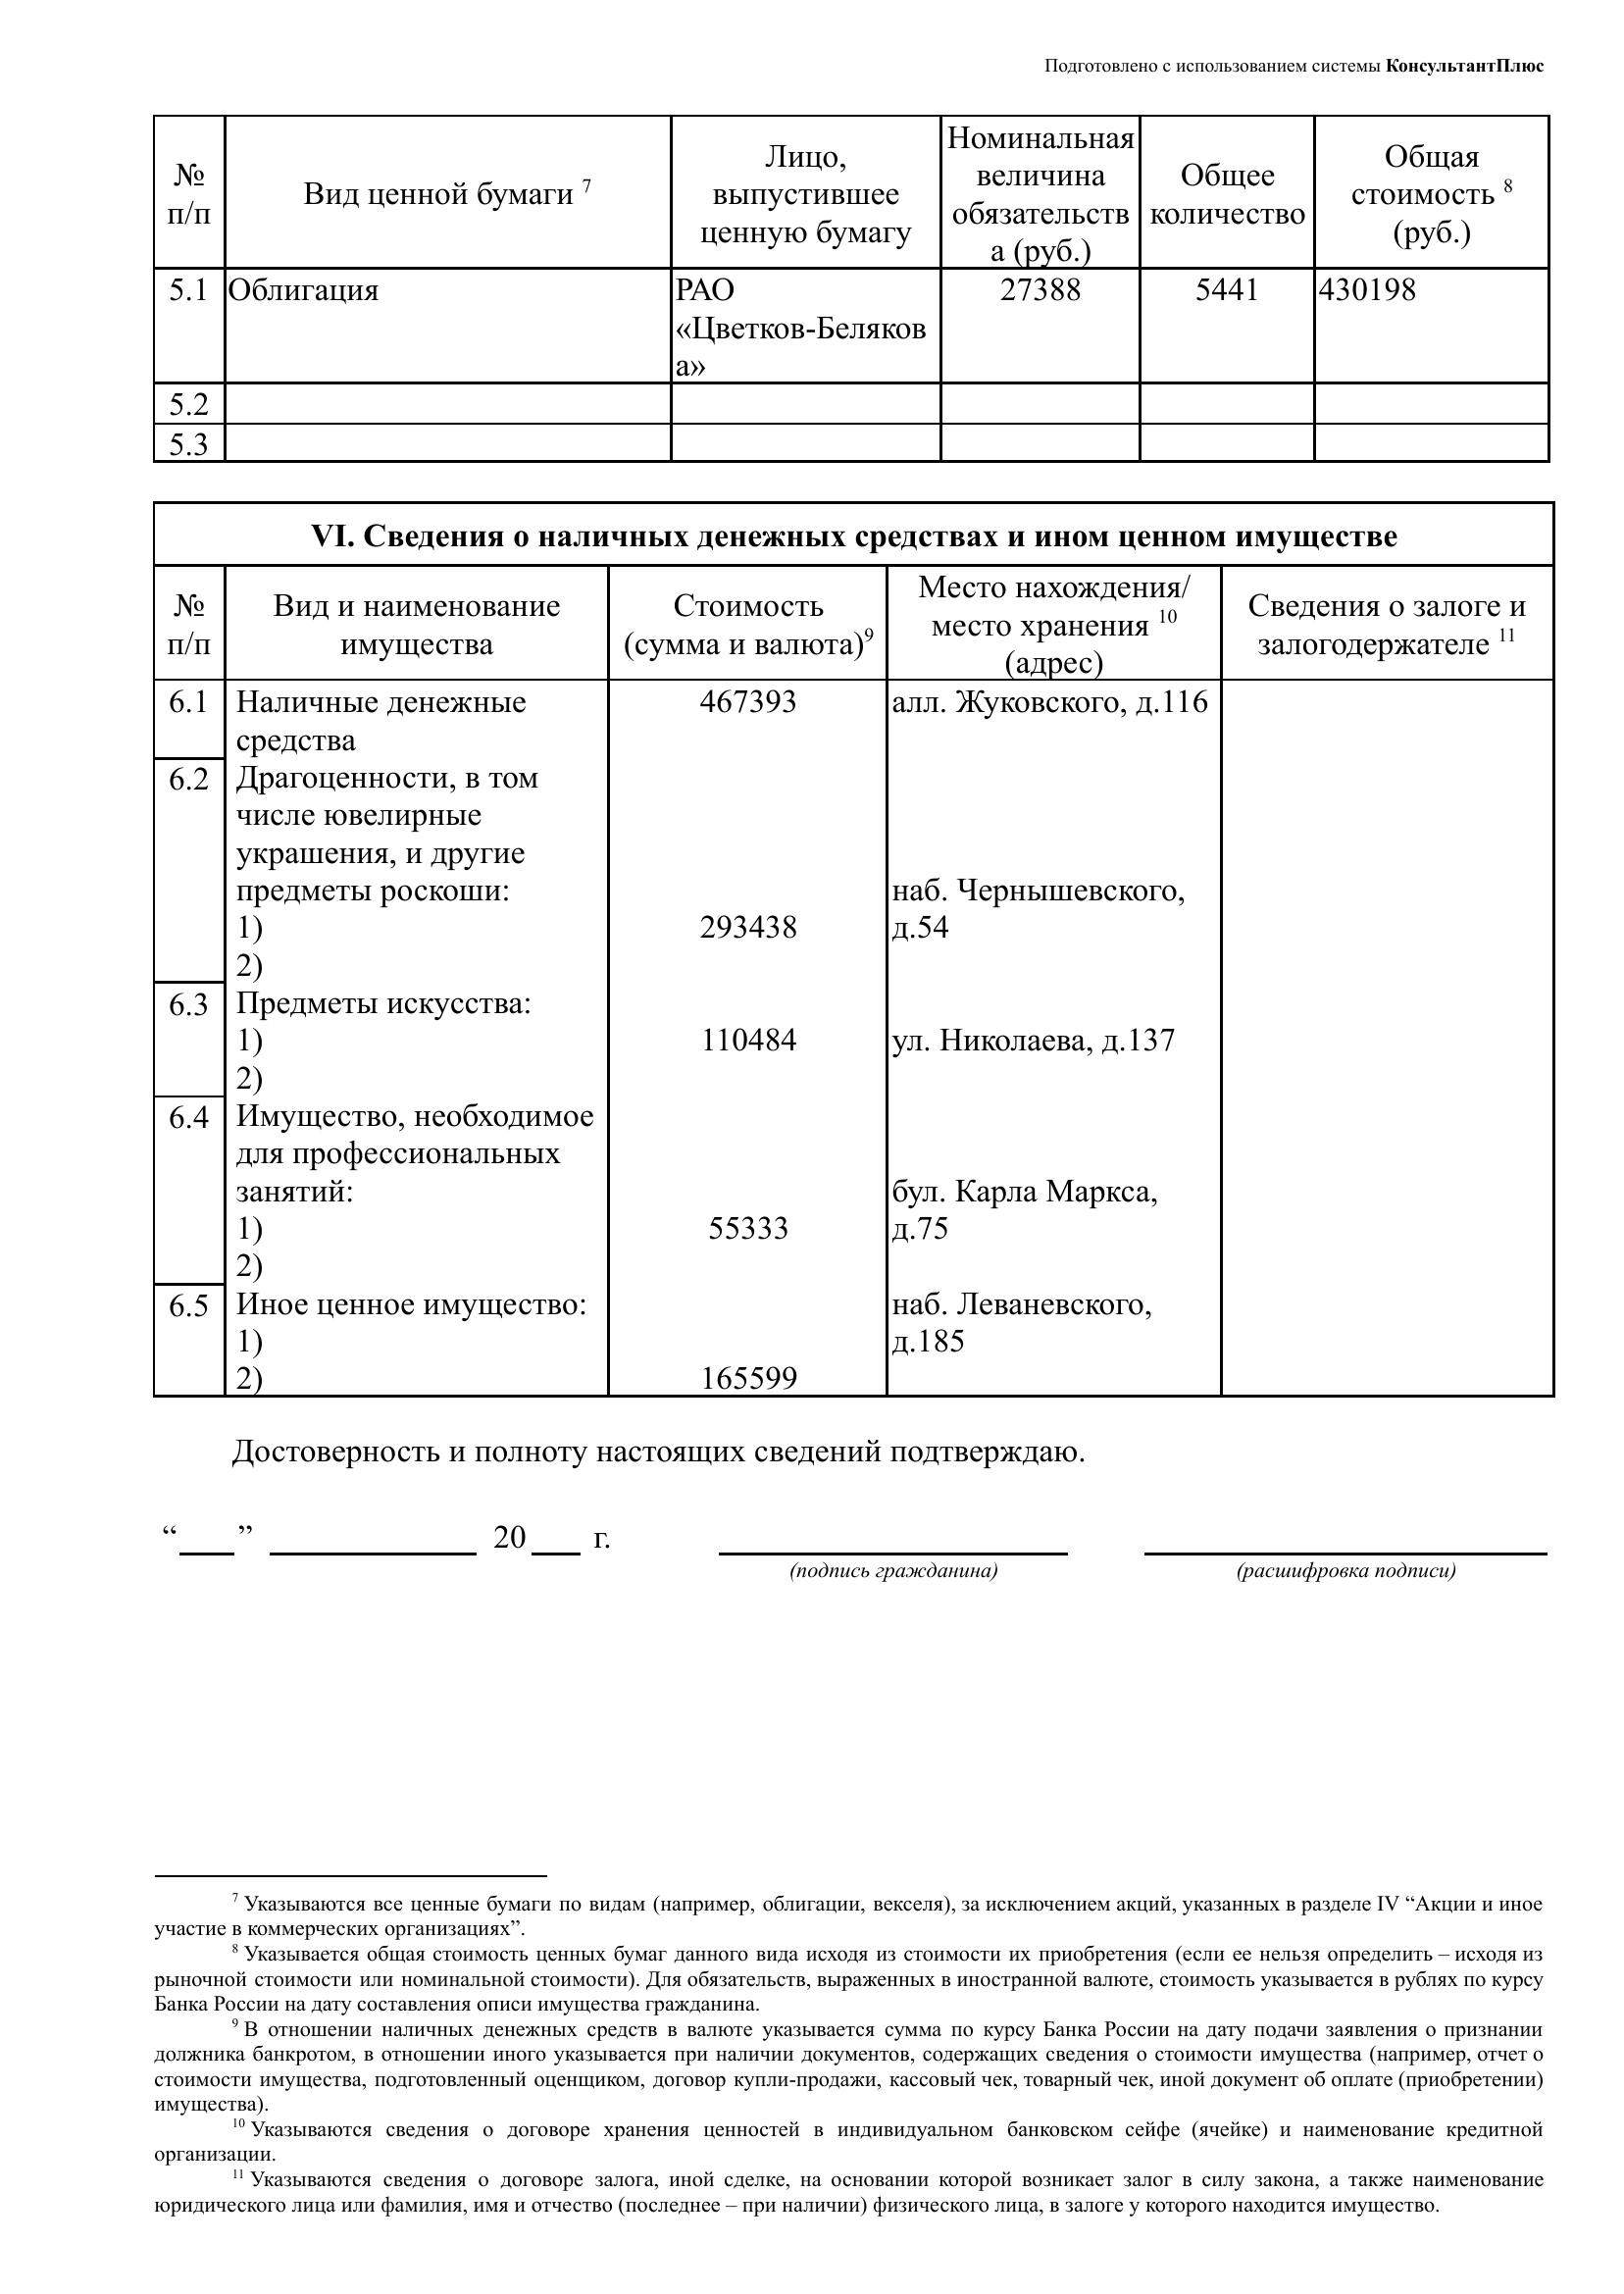 Подготовлено с использованием системы КонсультантПлюс
№ п/п
Вид ценной бумаги 7
Лицо, выпустившее ценную бумагу
Номинальная величина обязательств а (руб.)
Общее количество
Общая стоимость 8 (руб.)
5.1 Облигация РАО «Цветков-Беляков а» 27388 5441 430198
5.2
5.3
VI. Сведения о наличных денежных средствах и ином ценном имуществе
№ п/п
Вид и наименование имущества
Стоимость (сумма и валюта)9
Место нахождения/ место хранения 10 (адрес)
Сведения о залоге и залогодержателе 11
6.1 Наличные денежные 467393 алл. Жуковского, д.116
средства
6.2 Драгоценности, в том
числе ювелирные
украшения, и другие
предметы роскоши: наб. Чернышевского,
1) 293438 д.54
2)
6.3 Предметы искусства:
1) 110484 ул. Николаева, д.137
2)
6.4 Имущество, необходимое
для профессиональных
занятий: бул. Карла Маркса,
1) 55333 д.75
2)
6.5 Иное ценное имущество: наб. Леваневского,
1) д.185
2) 165599
Достоверность и полноту настоящих сведений подтверждаю.
“ ” 20 г.
(подпись гражданина) (расшифровка подписи)
7 Указываются все ценные бумаги по видам (например, облигации, векселя), за исключением акций, указанных в разделе IV “Акции и иное
участие в коммерческих организациях”.
8 Указывается общая стоимость ценных бумаг данного вида исходя из стоимости их приобретения (если ее нельзя определить – исходя из
рыночной стоимости или номинальной стоимости). Для обязательств, выраженных в иностранной валюте, стоимость указывается в рублях по курсу
Банка России на дату составления описи имущества гражданина.
9 В отношении наличных денежных средств в валюте указывается сумма по курсу Банка России на дату подачи заявления о признании
должника банкротом, в отношении иного указывается при наличии документов, содержащих сведения о стоимости имущества (например, отчет о
стоимости имущества, подготовленный оценщиком, договор купли-продажи, кассовый чек, товарный чек, иной документ об оплате (приобретении)
имущества).
10 Указываются сведения о договоре хранения ценностей в индивидуальном банковском сейфе (ячейке) и наименование кредитной
организации.
11 Указываются сведения о договоре залога, иной сделке, на основании которой возникает залог в силу закона, а также наименование
юридического лица или фамилия, имя и отчество (последнее – при наличии) физического лица, в залоге у которого находится имущество.